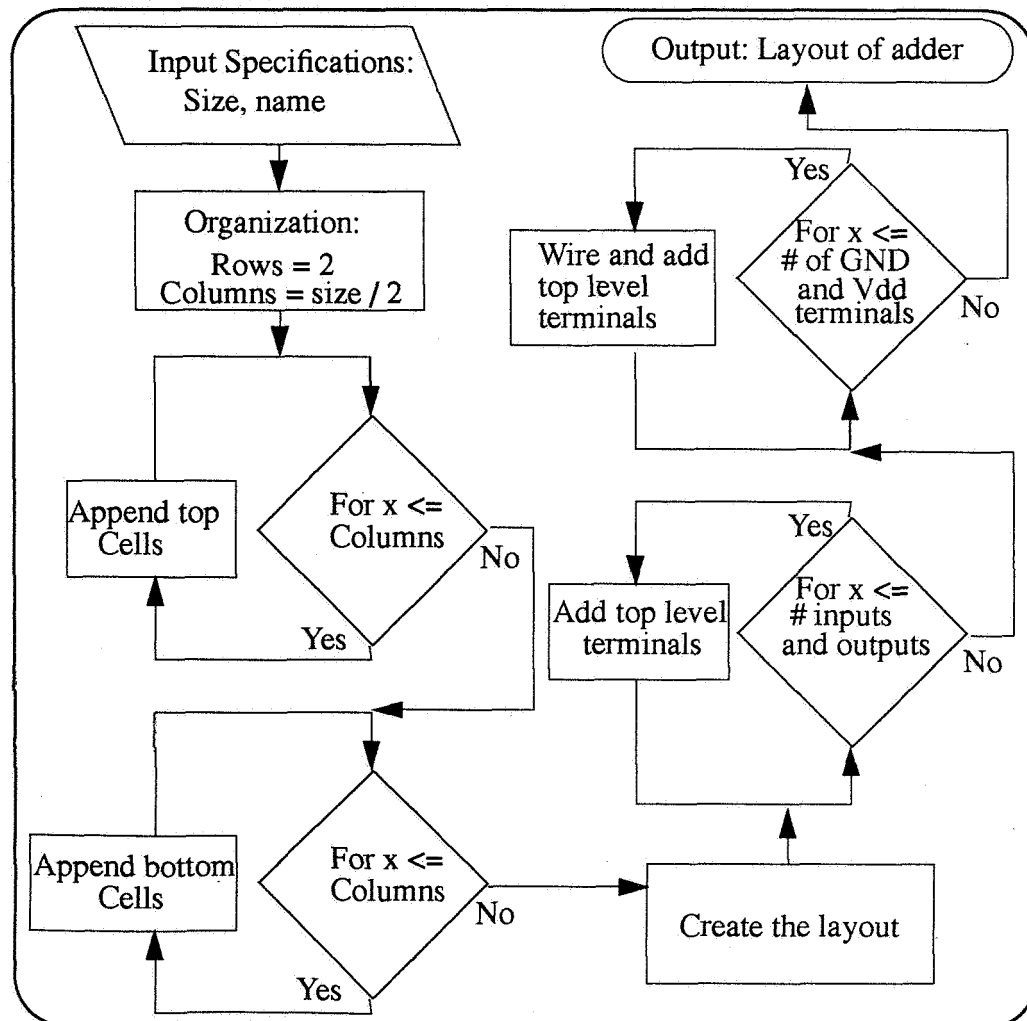 Input Specifications:
Size, name
Organization:
Rows = 2
Columns = size / 2
For x <=
Columns
No
Yes
Append top
Cells
For x <=
Columns
No
Yes
Append bottom
Cells
Create the layout
For x <=
# inputs
and outputs
Yes
No
Add top level
terminals
For x <=
# of GND
and Vdd
terminals
Yes
No
Wire and add
top level
terminals
Output: Layout of adder